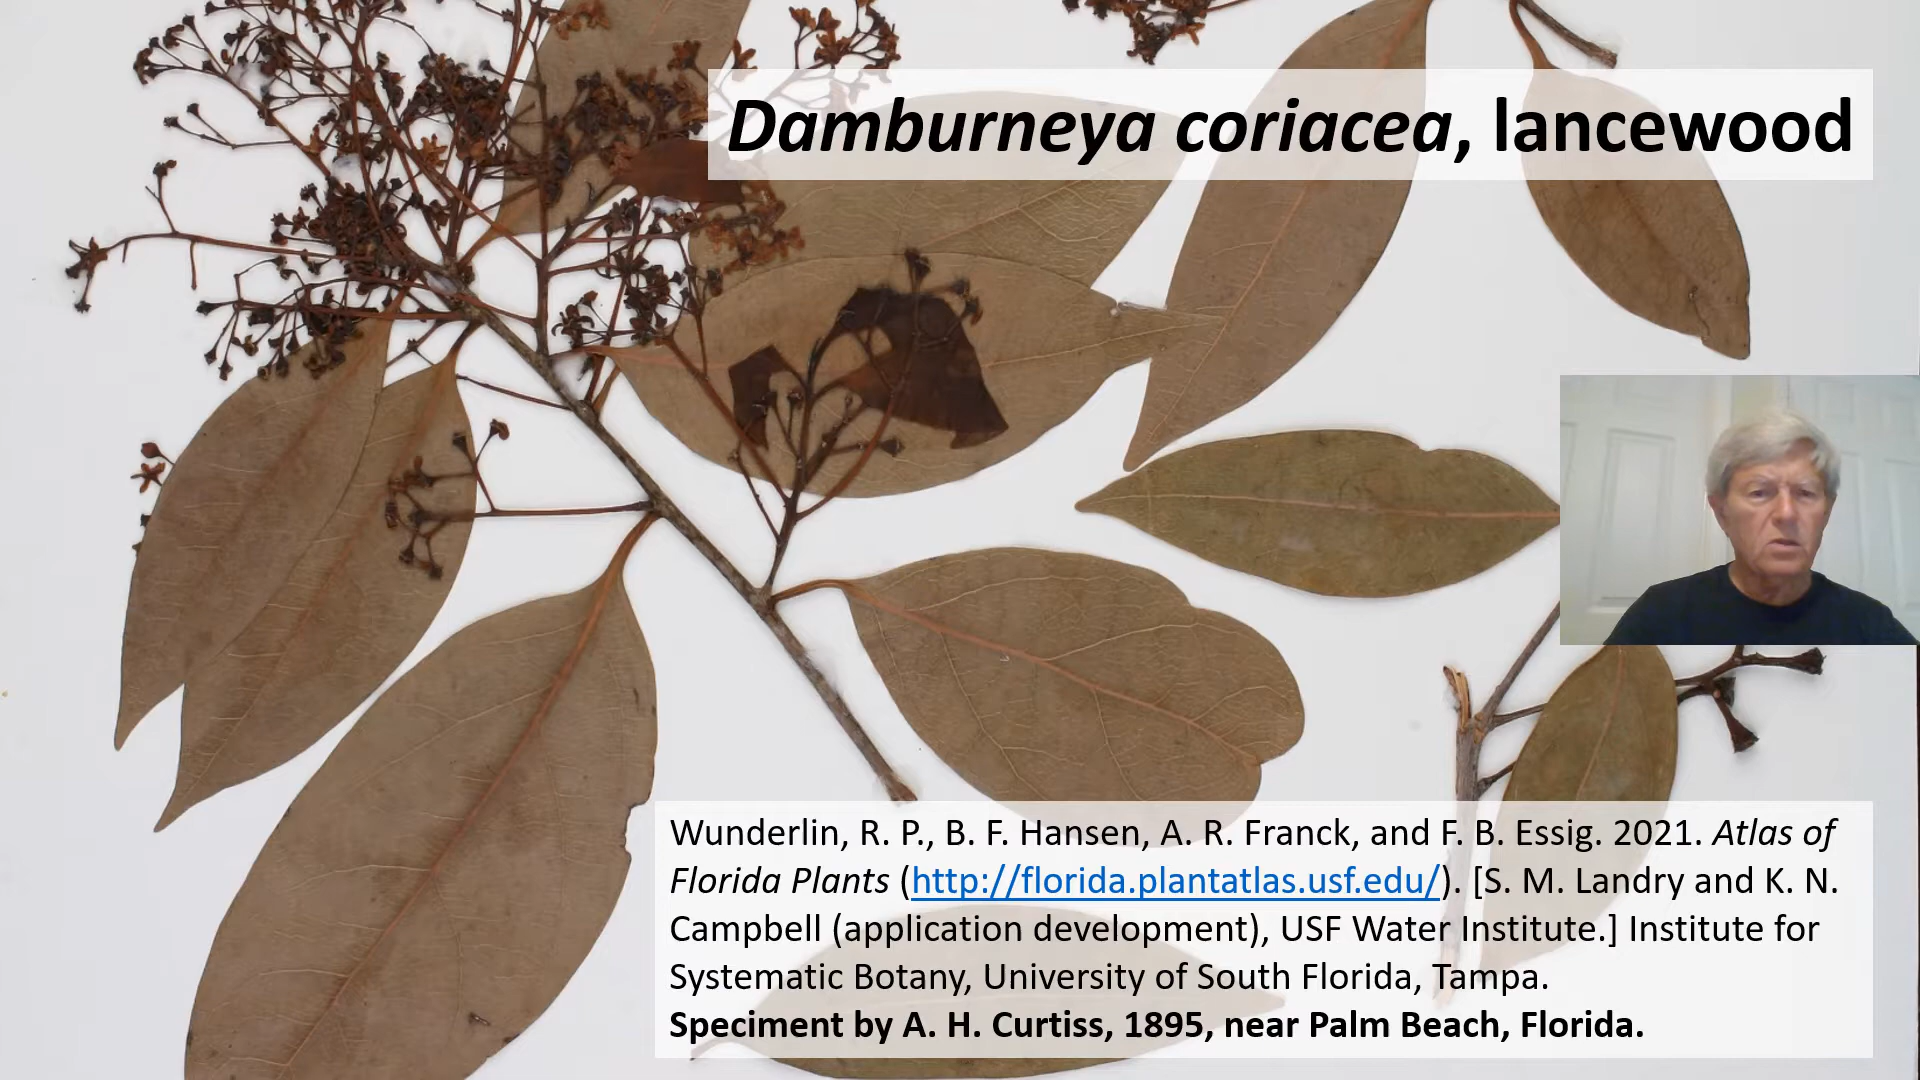 Damburneya coriacea, lancewood
Wunderlin, R. P., B. F. Hansen, A. R. Franck, and F. B. Essig. 2021. Atlas of
Florida Plants (http://florida.plantatlas.usf.edu/). [S. M. Landry and K. N.
Campbell (application development), USF Water Institute.] Institute for
Systematic Botany, University of South Florida, Tampa.
Speciment by A. H. Curtiss, 1895, near Palm Beach, Florida.